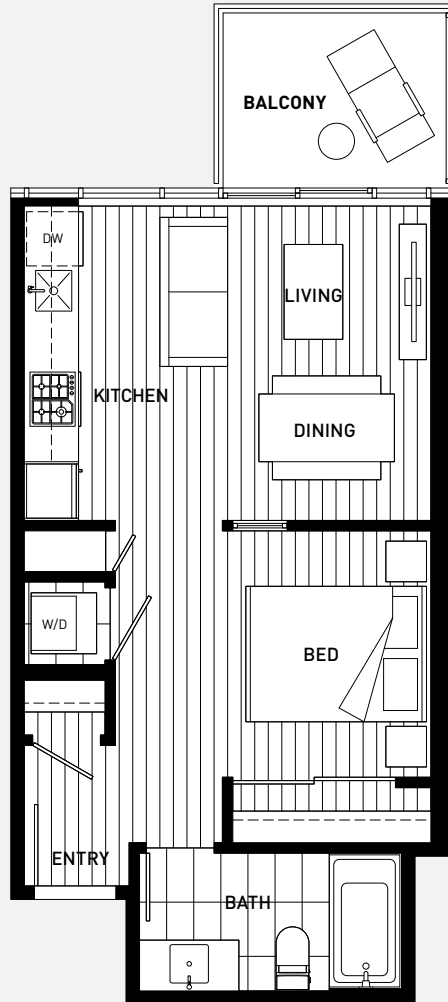 BALCONY
DW
LIVING
KITCHEN
DINING
W/D
BED
ENTRY
BATH